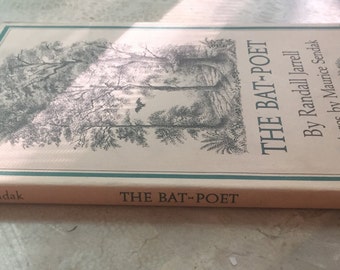 THE BAT-POET
By Randall Jarrell
by Maurice Sendak
THE BAT-POET